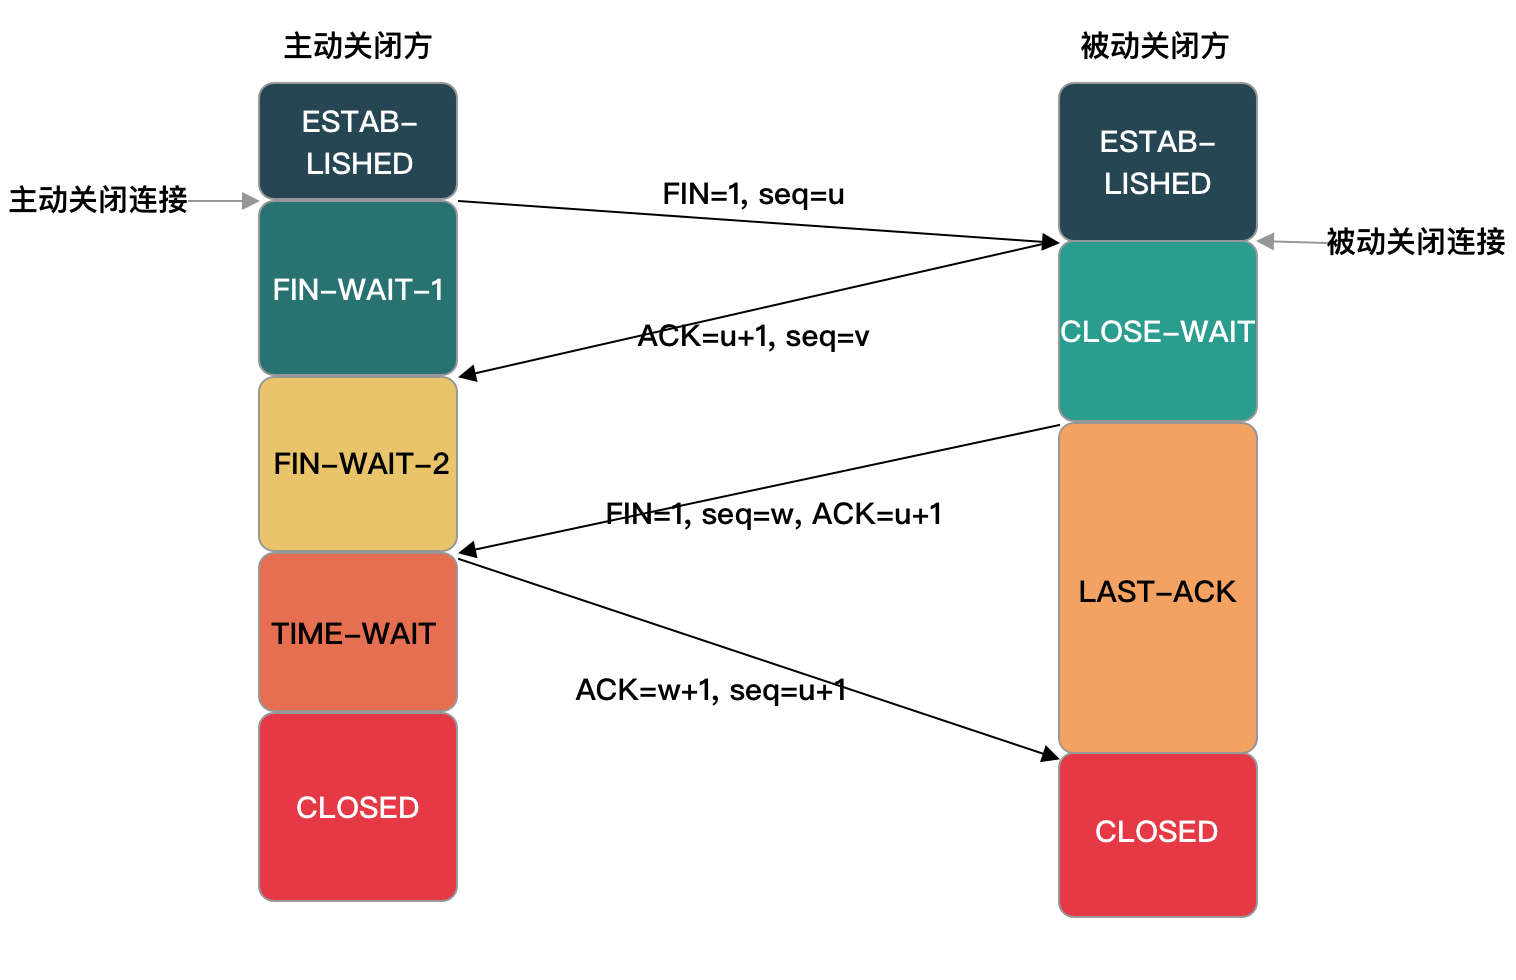 主动关闭方
被动关闭方
ESTAB-
LISHED
ESTAB-
LISHED
主动关闭连接
FIN=1, seq=u
被动关闭连接
FIN-WAIT-1
ACK=u+1, seq=v
CLOSE-WAIT
FIN-WAIT-2
FIN=1, seq=w, ACK=u+1
LAST-ACK
TIME-WAIT
ACK=w+1, seq=u+1
CLOSED
CLOSED